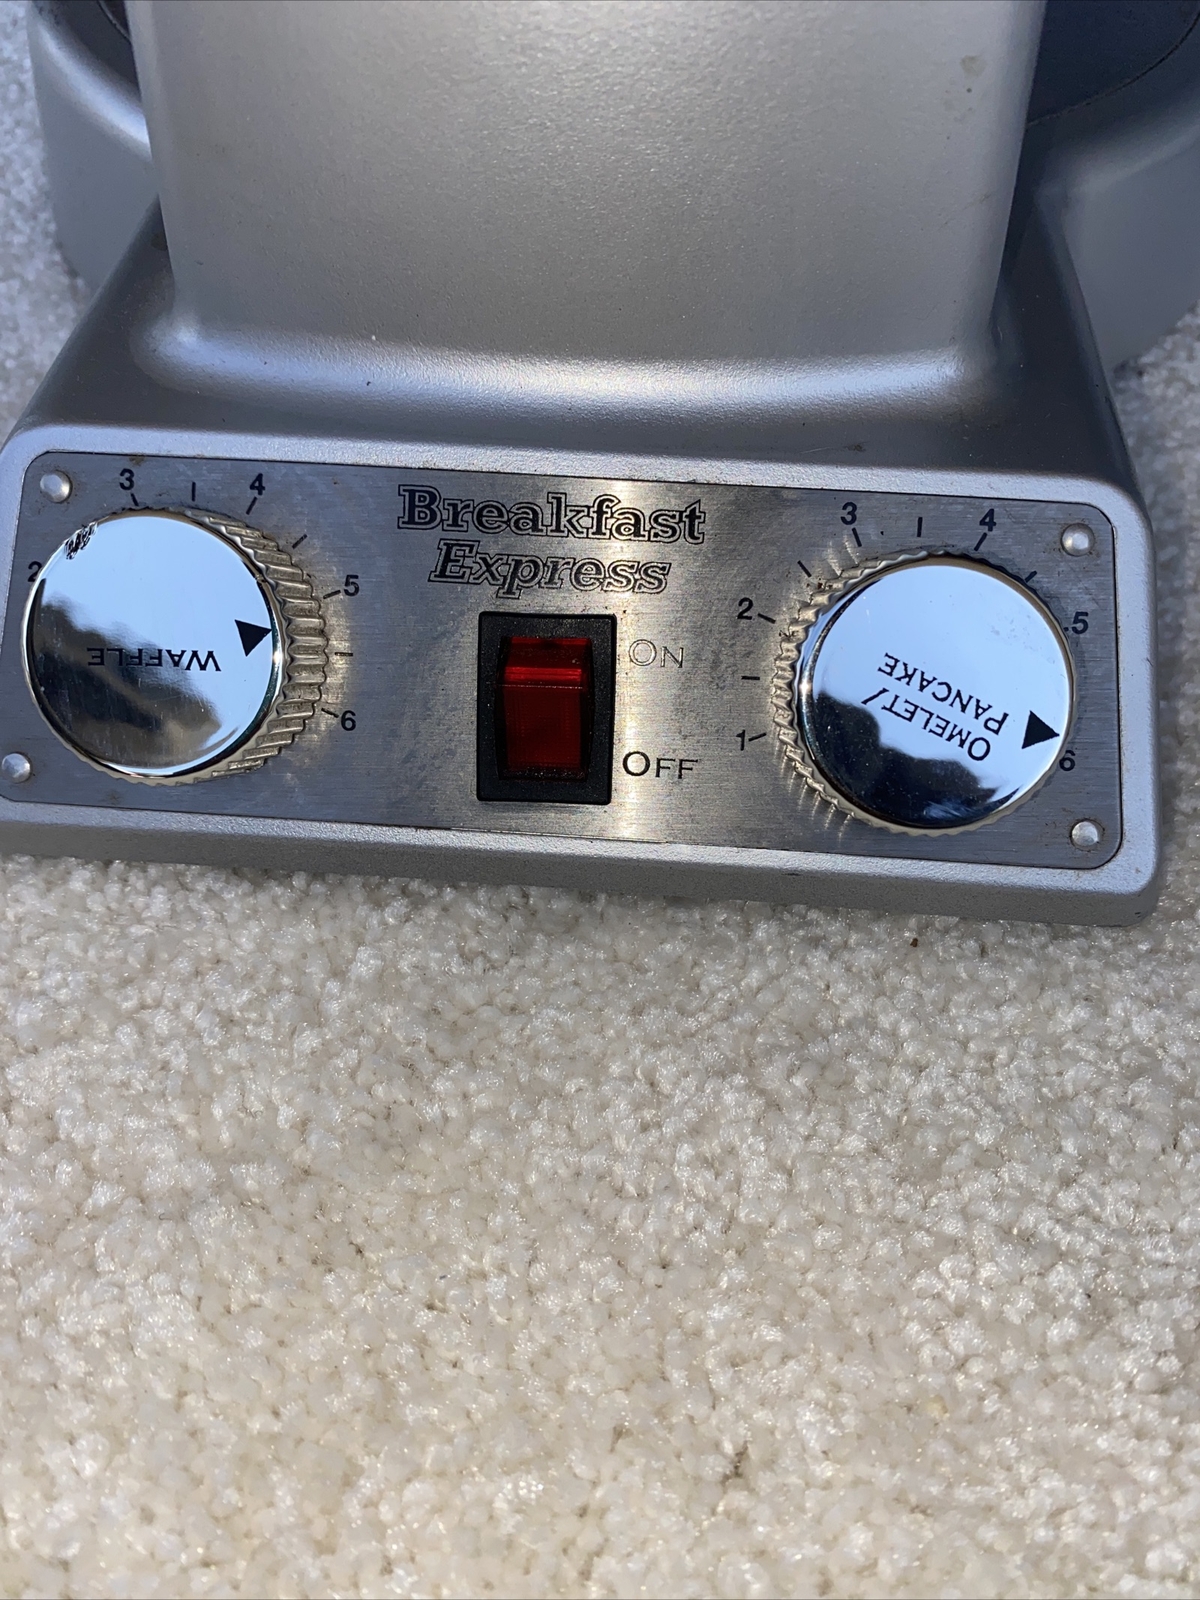 Breakfast
Express
3 4
2
5
6
WAFFLE
ON
OFF
3 4
2
5
1
6
OMELET/
PANCAKE